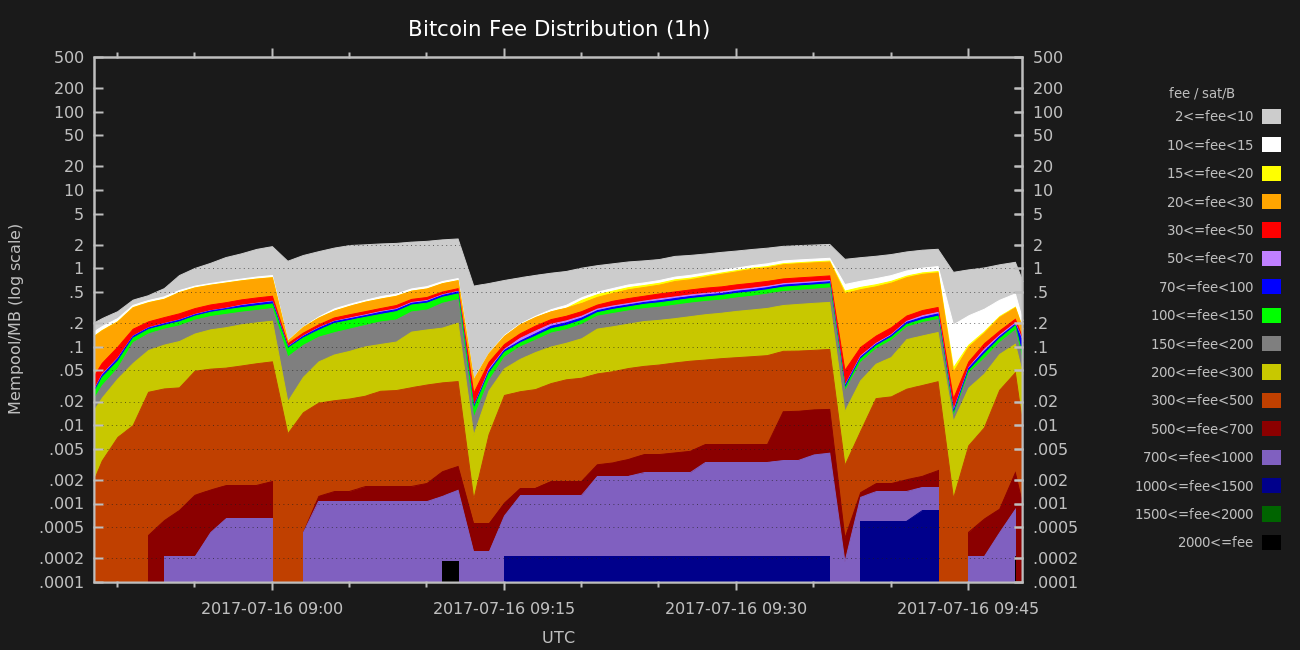 Bitcoin Fee Distribution (1h)
500 500
200 200
100 100
50 50
20 20
10 10
5 5
2 2
1 1
.5 .5
.2 .2
.1 .1
.05 .05
.02 .02
.01 .01
.005 .005
.002 .002
.001 .001
.0005 .0005
.0002 .0002
.0001 .0001
Mempool/MB (log scale)
2017-07-16 09:00 2017-07-16 09:15 2017-07-16 09:30 2017-07-16 09:45
UTC
fee / sat/B
2<=fee<10
10<=fee<15
15<=fee<20
20<=fee<30
30<=fee<50
50<=fee<70
70<=fee<100
100<=fee<150
150<=fee<200
200<=fee<300
300<=fee<500
500<=fee<700
700<=fee<1000
1000<=fee<1500
1500<=fee<2000
2000<=fee